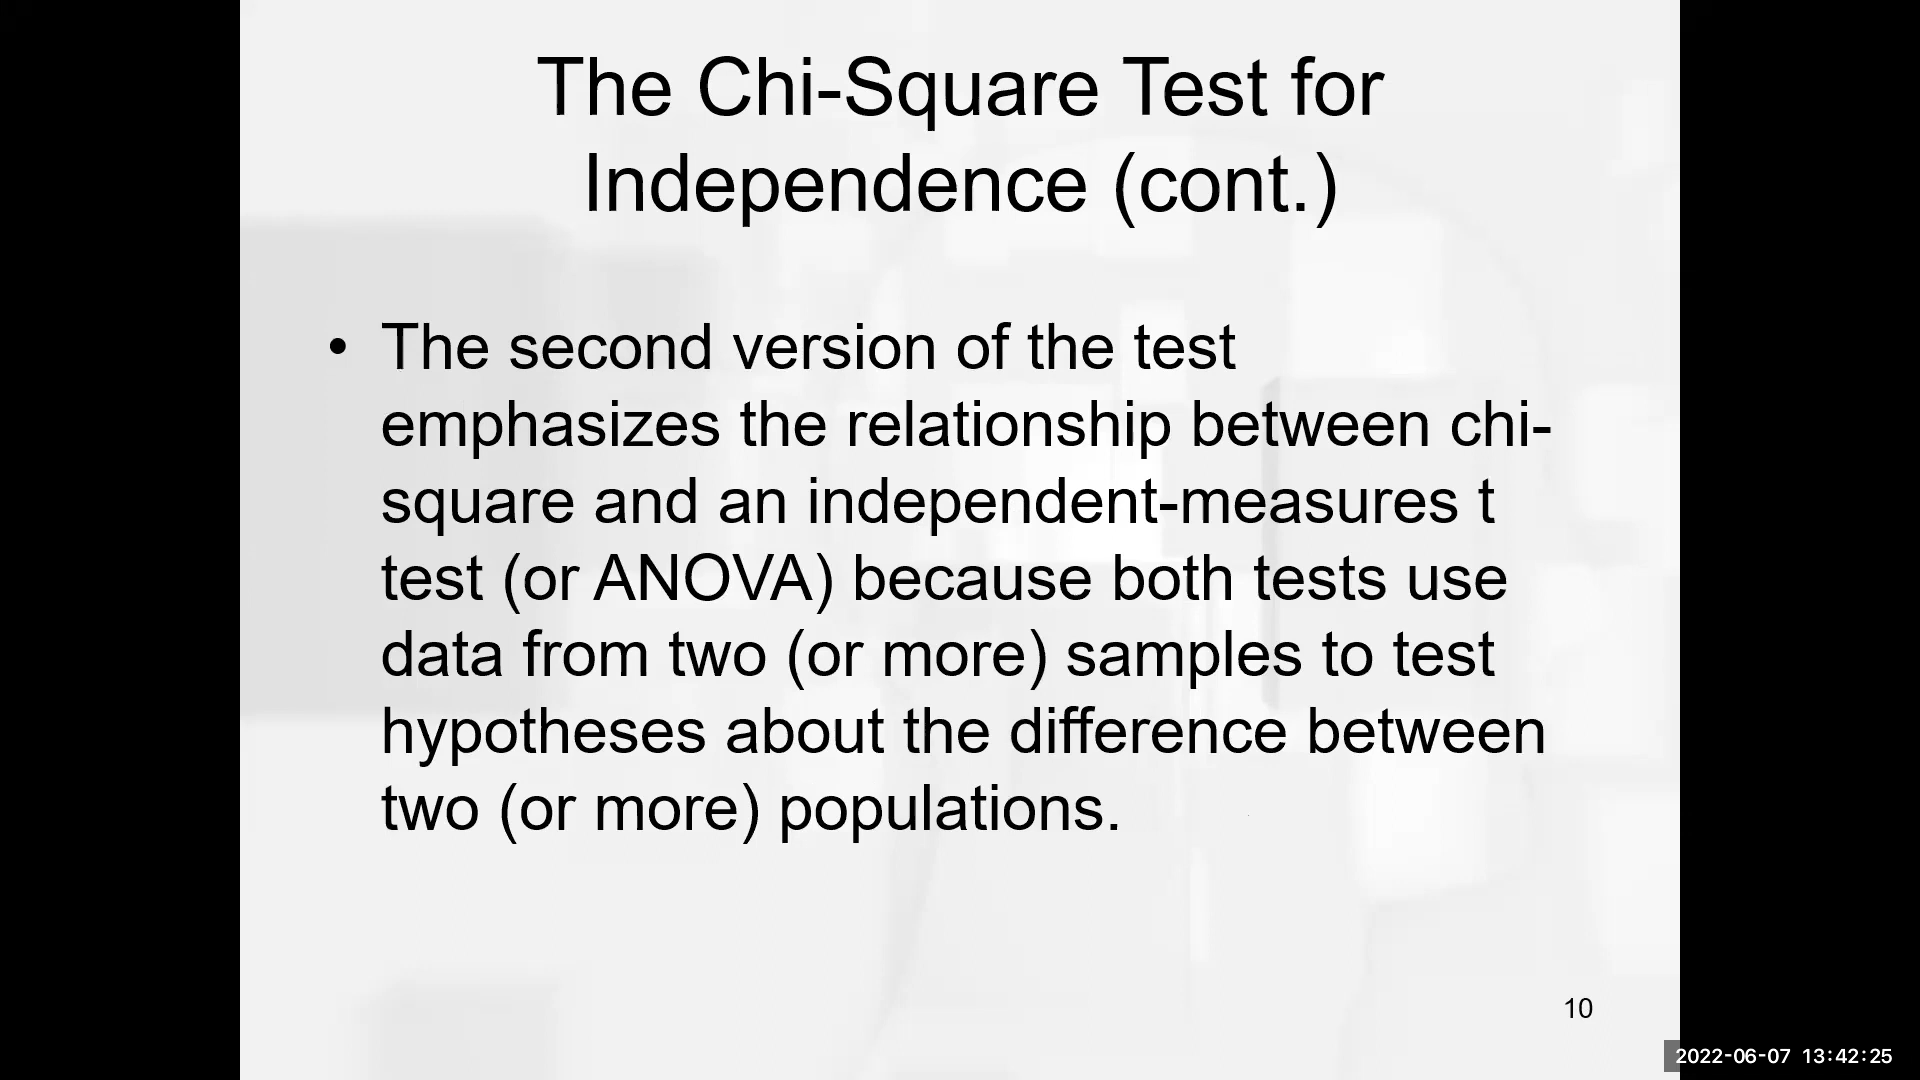 The Chi-Square Test for
Independence (cont.)
• The second version of the test
emphasizes the relationship between chi-
square and an independent-measures t
test (or ANOVA) because both tests use
data from two (or more) samples to test
hypotheses about the difference between
two (or more) populations.
10
2022-06-07 13:42:25